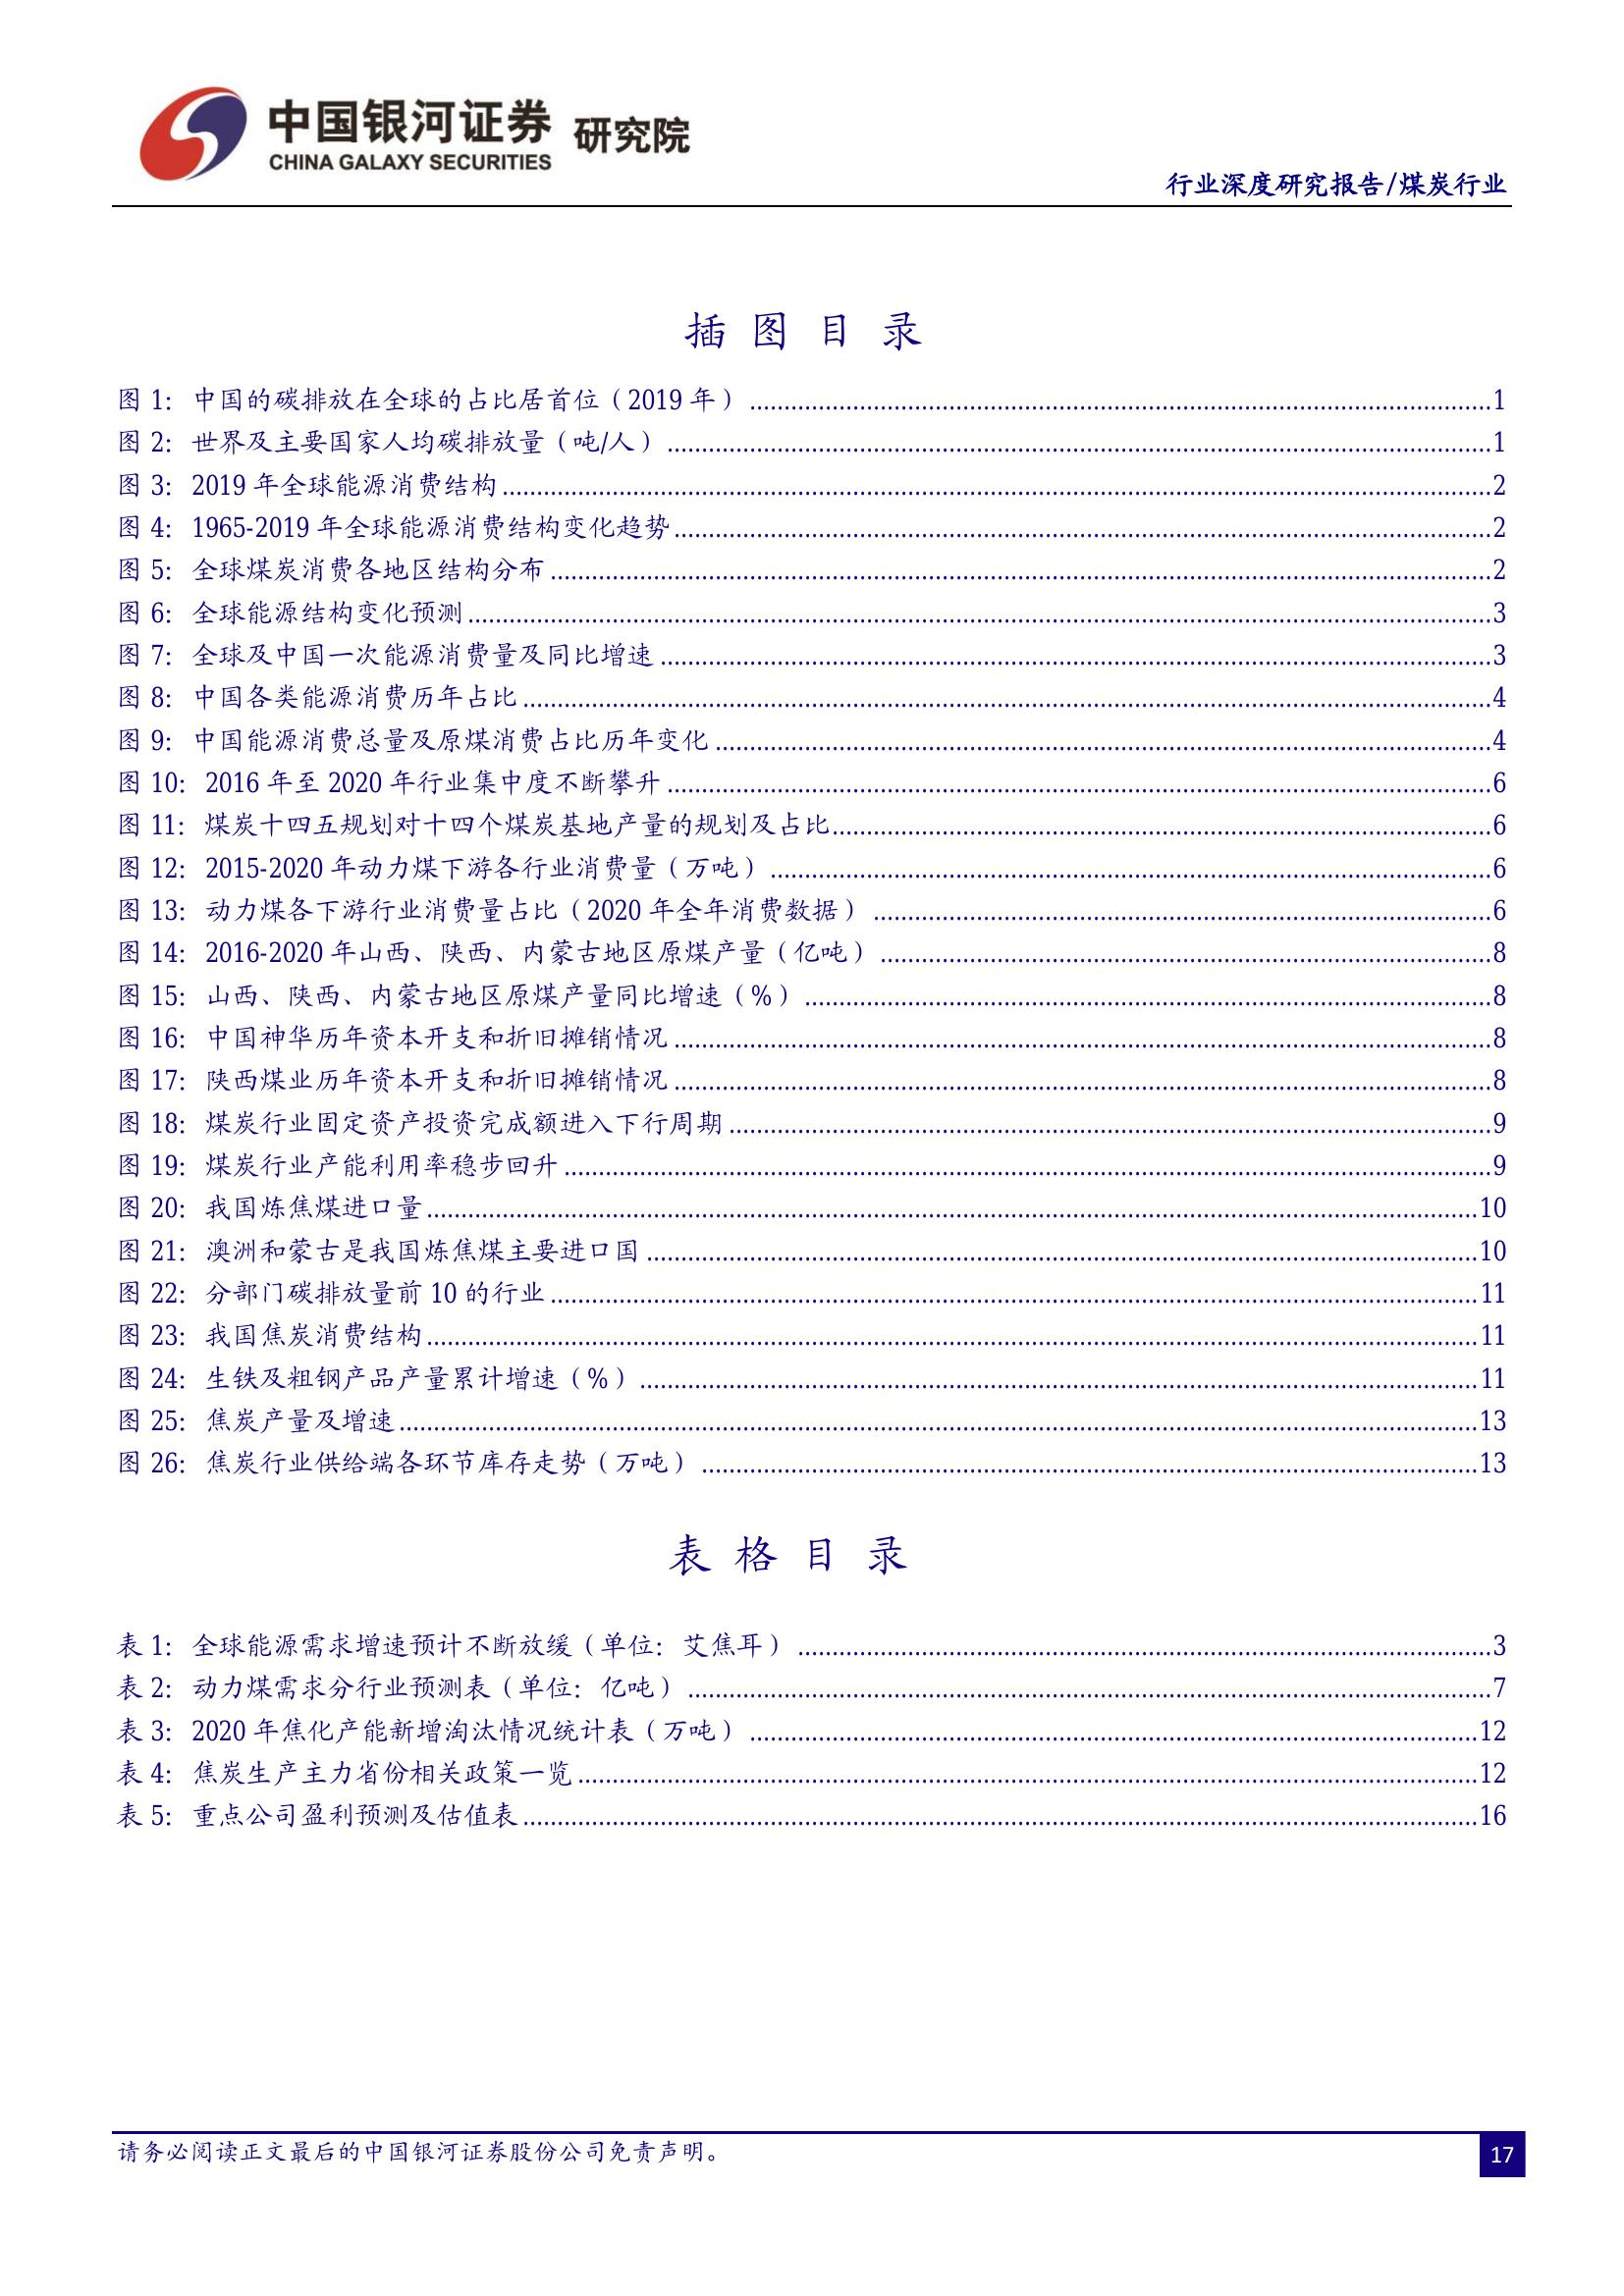 中国银河证券 研究院
CHINA GALAXY SECURITIES
行业深度研究报告/煤炭行业
插 图 目 录
图 1: 中国的碳排放在全球的占比居首位（2019 年）1
图 2: 世界及主要国家人均碳排放量（吨/人）1
图 3: 2019 年全球能源消费结构 2
图 4: 1965-2019 年全球能源消费结构变化趋势 2
图 5: 全球煤炭消费各地区结构分布 2
图 6: 全球能源结构变化预测 3
图 7: 全球及中国一次能源消费量及同比增速 3
图 8: 中国各类能源消费历年占比 4
图 9: 中国能源消费总量及原煤消费占比历年变化 4
图 10: 2016 年至 2020 年行业集中度不断攀升 6
图 11: 煤炭十四五规划对十四个煤炭基地产量的规划及占比 6
图 12: 2015-2020 年动力煤下游各行业消费量（万吨）6
图 13: 动力煤各下游行业消费量占比（2020 年全年消费数据）6
图 14: 2016-2020 年山西、陕西、内蒙古地区原煤产量（亿吨）8
图 15: 山西、陕西、内蒙古地区原煤产量同比增速（%）8
图 16: 中国神华历年资本开支和折旧摊销情况 8
图 17: 陕西煤业历年资本开支和折旧摊销情况 8
图 18: 煤炭行业固定资产投资完成额进入下行周期 9
图 19: 煤炭行业产能利用率稳步回升 9
图 20: 我国炼焦煤进口量 10
图 21: 澳洲和蒙古是我国炼焦煤主要进口国 10
图 22: 分部门碳排放量前 10 的行业 11
图 23: 我国焦炭消费结构 11
图 24: 生铁及粗钢产品产量累计增速（%）11
图 25: 焦炭产量及增速 13
图 26: 焦炭行业供给端各环节库存走势（万吨）13
表 格 目 录
表 1: 全球能源需求增速预计不断放缓（单位：艾焦耳）3
表 2: 动力煤需求分行业预测表（单位：亿吨）7
表 3: 2020 年焦化产能新增淘汰情况统计表（万吨）12
表 4: 焦炭生产主力省份相关政策一览 12
表 5: 重点公司盈利预测及估值表 16
请务必阅读正文最后的中国银河证券股份公司免责声明。
17